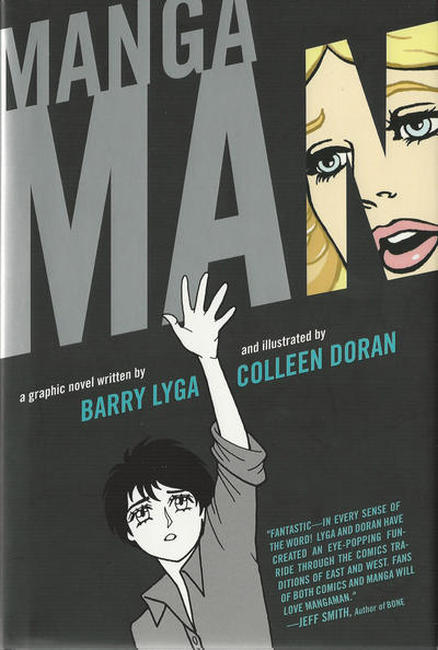 MANGA
MAN
a graphic novel written by
BARRY LYGA
and illustrated by
COLLEEN DORAN
"FANTASTIC—IN EVERY SENSE OF
THE WORD! LYGA AND DORAN HAVE
CREATED AN EYE-POPPING FUN-
RIDE THROUGH THE COMICS TRA-
DITIONS OF EAST AND WEST. FANS
OF BOTH COMICS AND MANGA WILL
LOVE MANGAMAN."
—JEFF SMITH, Author of BONE